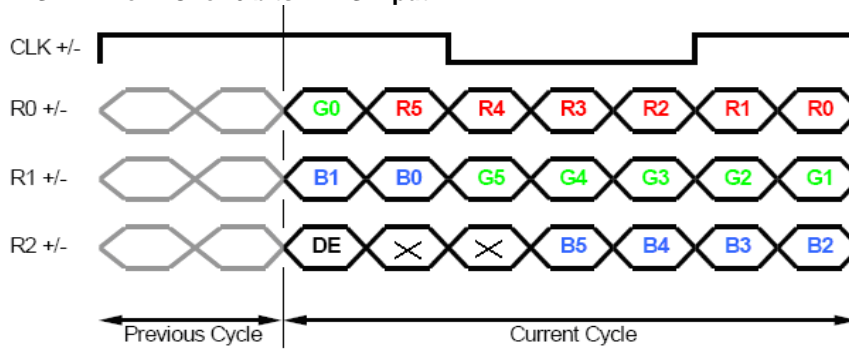 CLK +/-
R0 +/- G0 R5 R4 R3 R2 R1 R0
R1 +/- B1 B0 G5 G4 G3 G2 G1
R2 +/- DE B5 B4 B3 B2
Previous Cycle Current Cycle